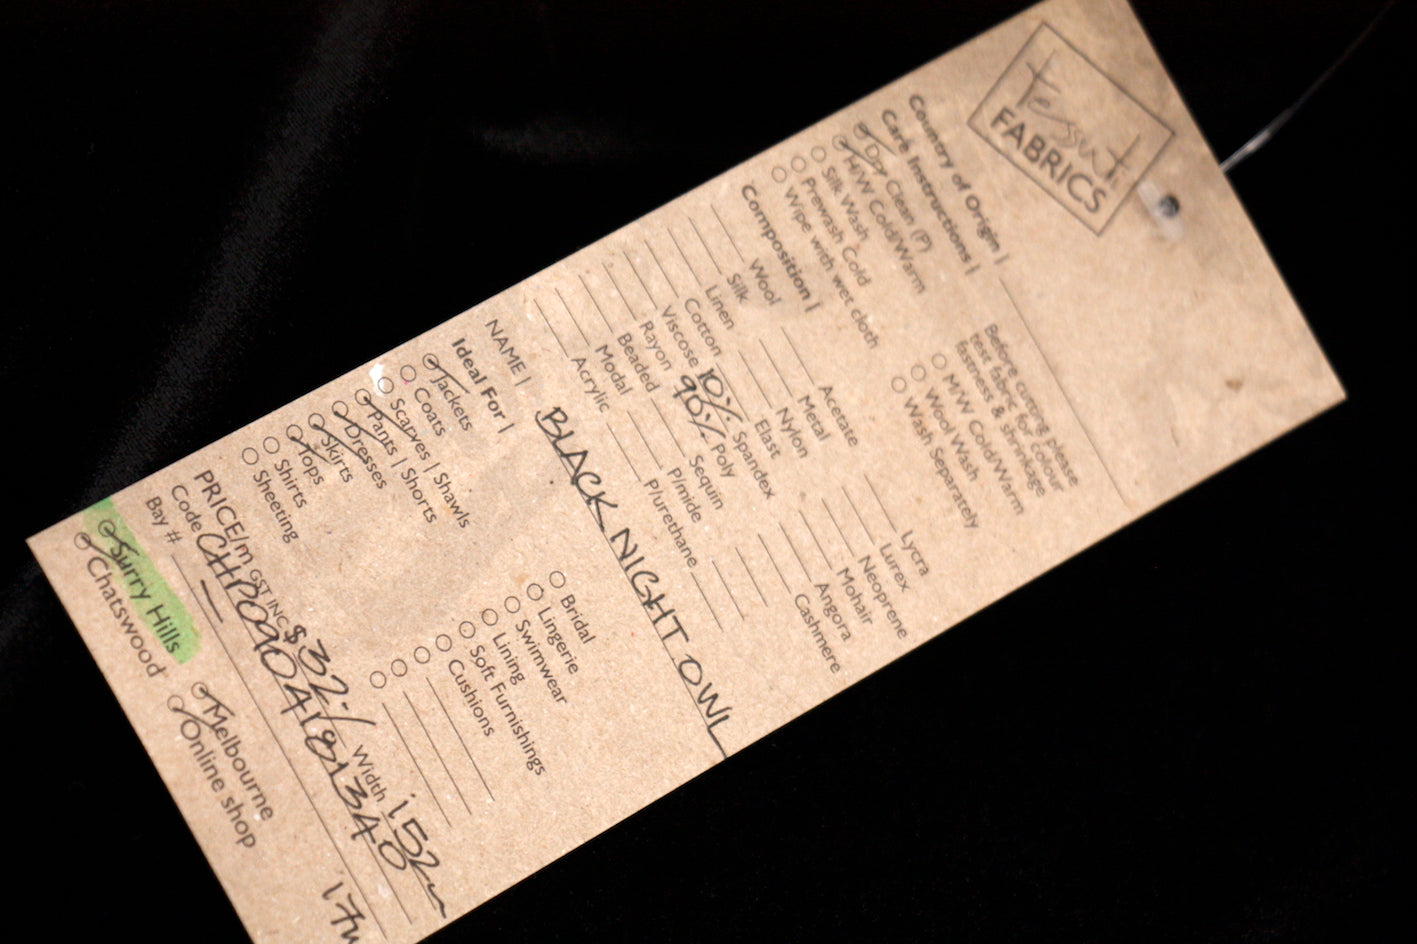 Tessuti
FABRICS
Country of Origin |
Care Instructions |
Dry Clean (P)
H/W Cold/Warm
Silk Wash
Prewash Cold
Wipe with wet cloth
Before cutting please
test fabric for colour
fastness & shrinkage
M/W Cold/Warm
Wool Wash
Wash Separately
Composition |
Wool
Silk
Linen
Cotton
Viscose
Rayon
Beaded
Modal
Acrylic
Acetate
Metal
Nylon
Elast
10% Spandex
90% Poly
Sequin
P/mide
P/urethane
Lycra
Lurex
Neoprene
Mohair
Angora
Cashmere
NAME | BLACK NIGHT OWL
Ideal For |
Jackets
Coats
Scarves | Shawls
Pants | Shorts
Dresses
Skirts
Tops
Shirts
Sheeting
Bridal
Lingerie
Swimwear
Lining
Soft Furnishings
Cushions
PRICE/m GST INC $32./ Width 152
Code CHP0904181340
Bay #
Surry Hills
Chatswood
Melbourne
Online shop